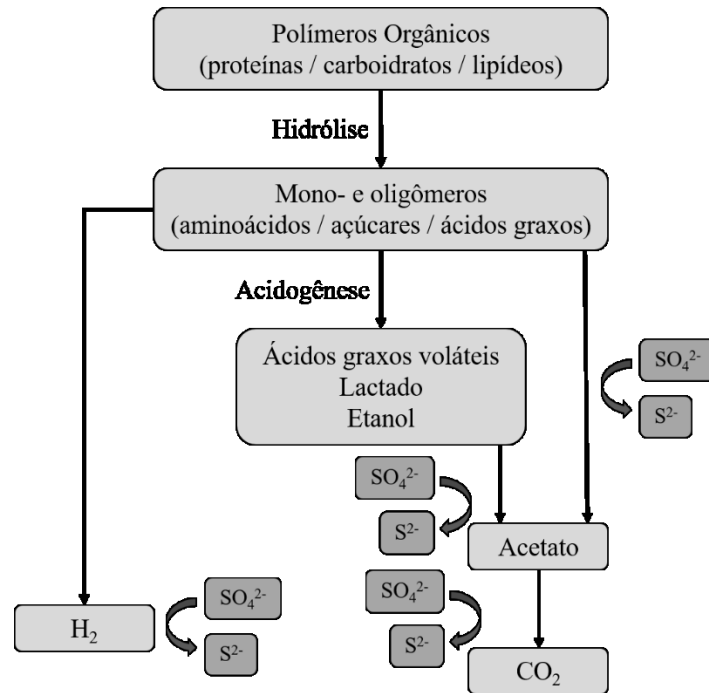 Polímeros Orgânicos
(proteínas / carboidratos / lipídeos)
Hidrólise
Mono- e oligômeros
(aminoácidos / açúcares / ácidos graxos)
Acidogênese
Ácidos graxos voláteis
Lactado
Etanol
SO₄²⁻
S²⁻
SO₄²⁻
S²⁻
Acetato
SO₄²⁻
S²⁻
H₂
SO₄²⁻
S²⁻
CO₂